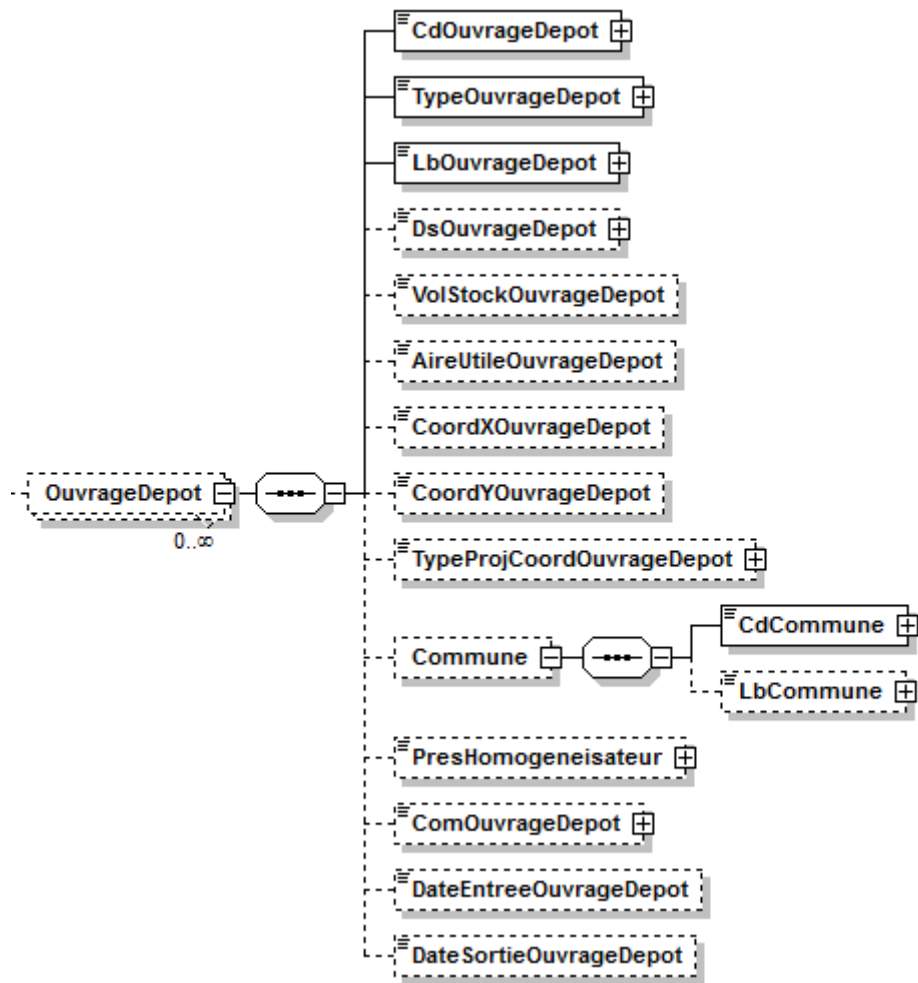 CdOuvrageDepot
TypeOuvrageDepot
LbOuvrageDepot
DsOuvrageDepot
VolStockOuvrageDepot
AireUtileOuvrageDepot
CoordXOuvrageDepot
OuvrageDepot
0..∞
CoordYOuvrageDepot
TypeProjCoordOuvrageDepot
Commune
CdCommune
LbCommune
PresHomogeneisateur
ComOuvrageDepot
DateEntreeOuvrageDepot
DateSortieOuvrageDepot